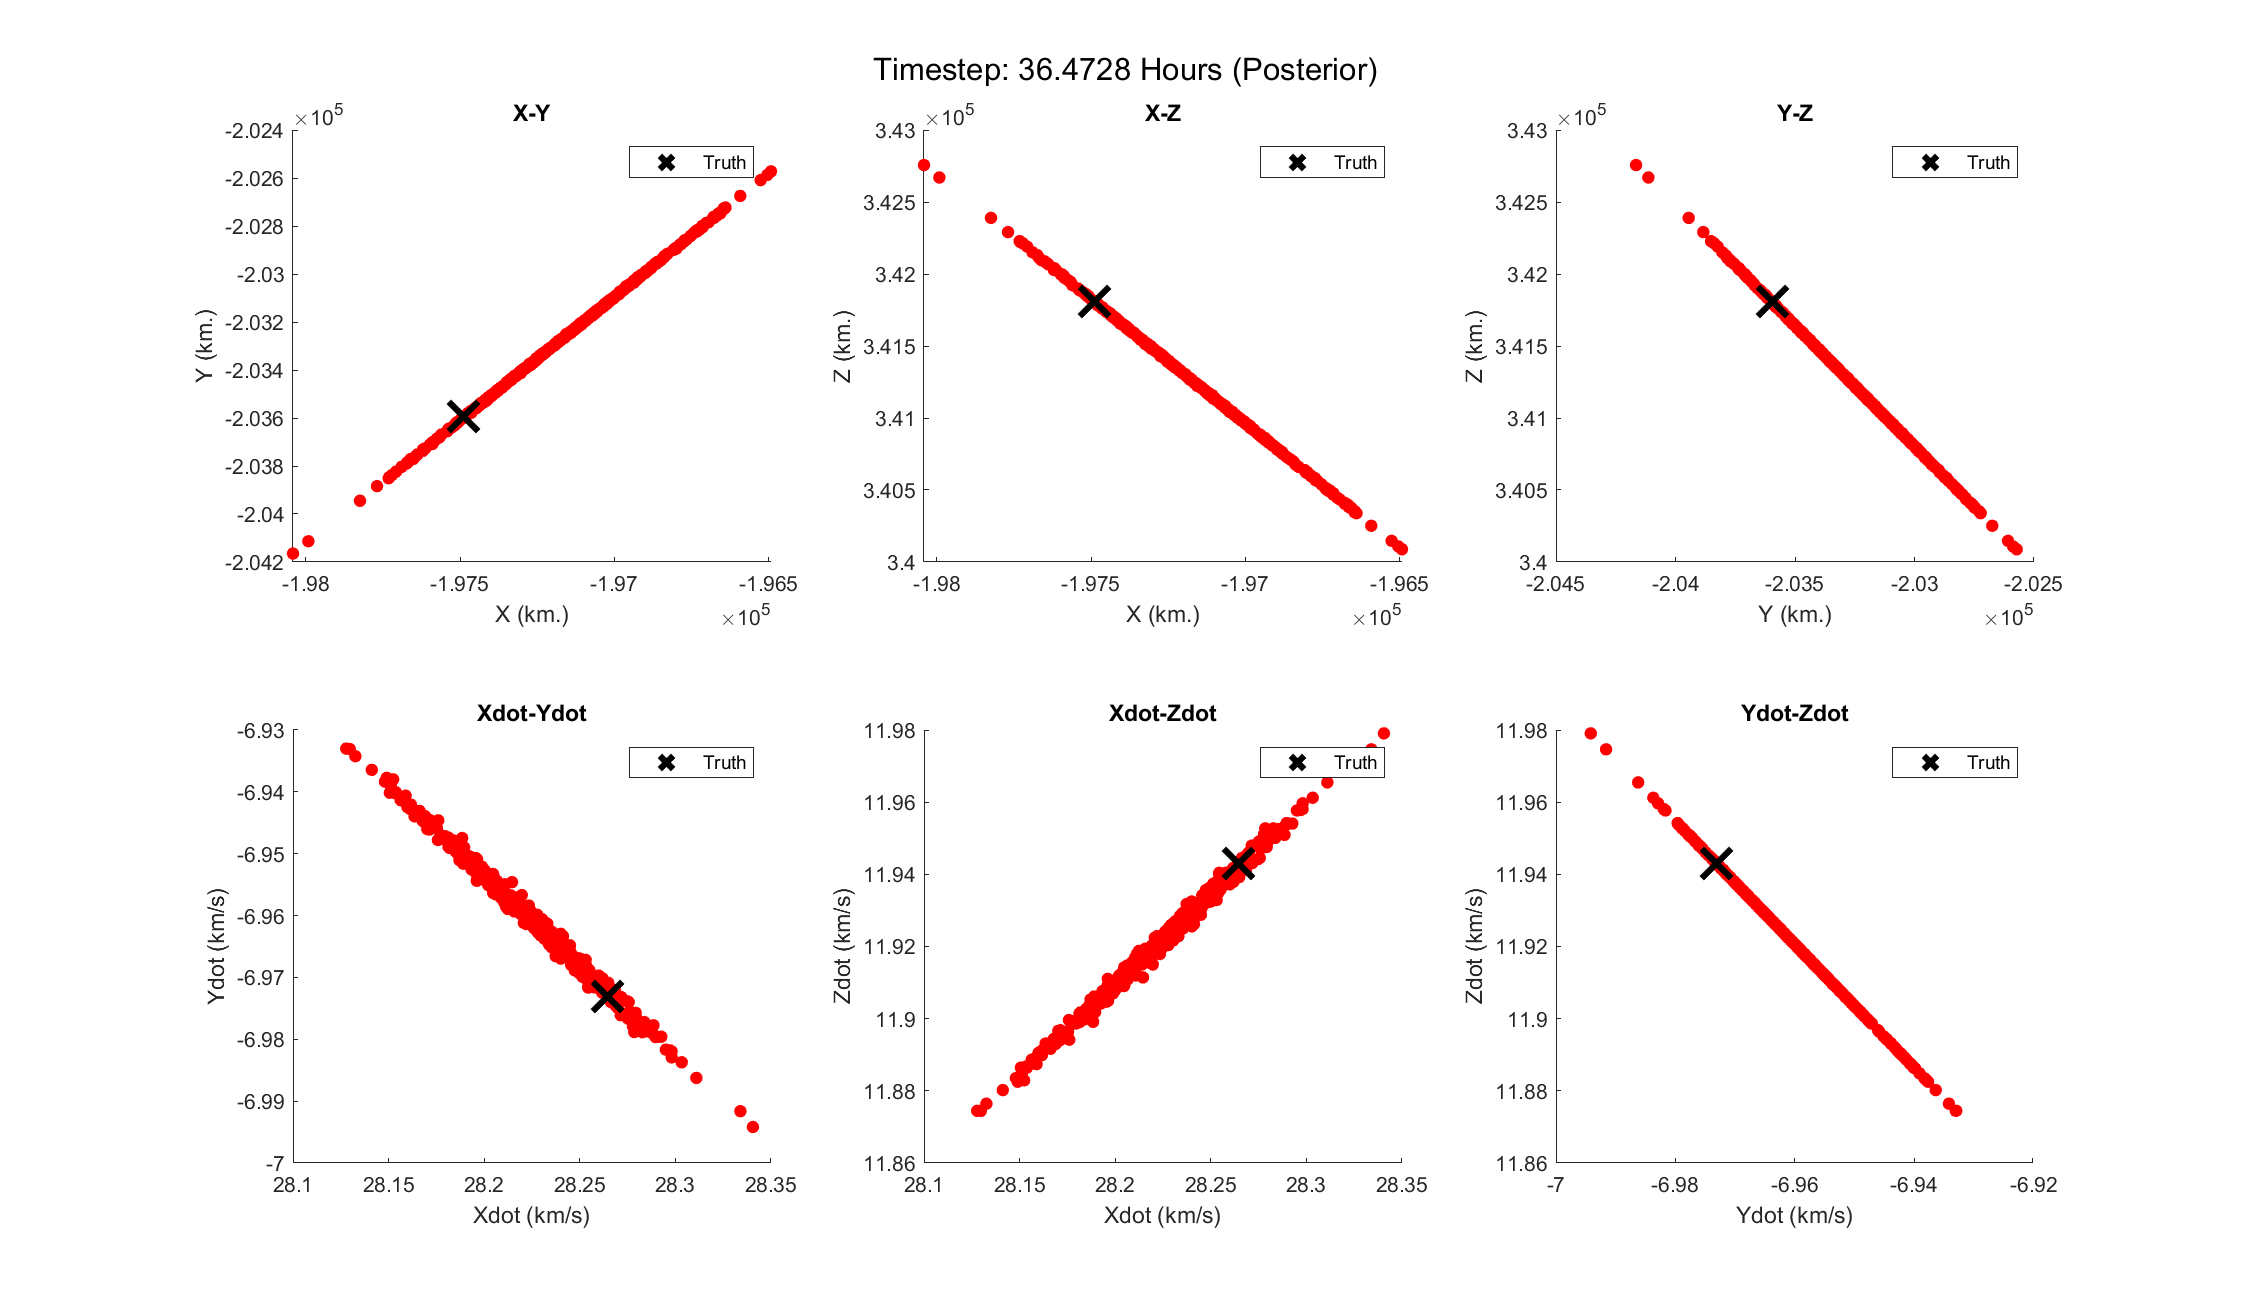 Timestep: 36.4728 Hours (Posterior)
X-Y
×10^5
-2.024
-2.026
-2.028
-2.03
-2.032
-2.034
-2.036
-2.038
-2.04
-2.042
Y (km.)
Truth
-1.98 -1.975 -1.97 -1.965
X (km.)
×10^5
X-Z
×10^5
3.43
3.425
3.42
3.415
3.41
3.405
3.4
Z (km.)
Truth
-1.98 -1.975 -1.97 -1.965
X (km.)
×10^5
Y-Z
×10^5
3.43
3.425
3.42
3.415
3.41
3.405
3.4
Z (km.)
Truth
-2.045 -2.04 -2.035 -2.03 -2.025
Y (km.)
×10^5
Xdot-Ydot
-6.93
-6.94
-6.95
-6.96
-6.97
-6.98
-6.99
-7
Ydot (km/s)
Truth
28.1 28.15 28.2 28.25 28.3 28.35
Xdot (km/s)
Xdot-Zdot
11.98
11.96
11.94
11.92
11.9
11.88
11.86
Zdot (km/s)
Truth
28.1 28.15 28.2 28.25 28.3 28.35
Xdot (km/s)
Ydot-Zdot
11.98
11.96
11.94
11.92
11.9
11.88
11.86
Zdot (km/s)
Truth
-7 -6.98 -6.96 -6.94 -6.92
Ydot (km/s)